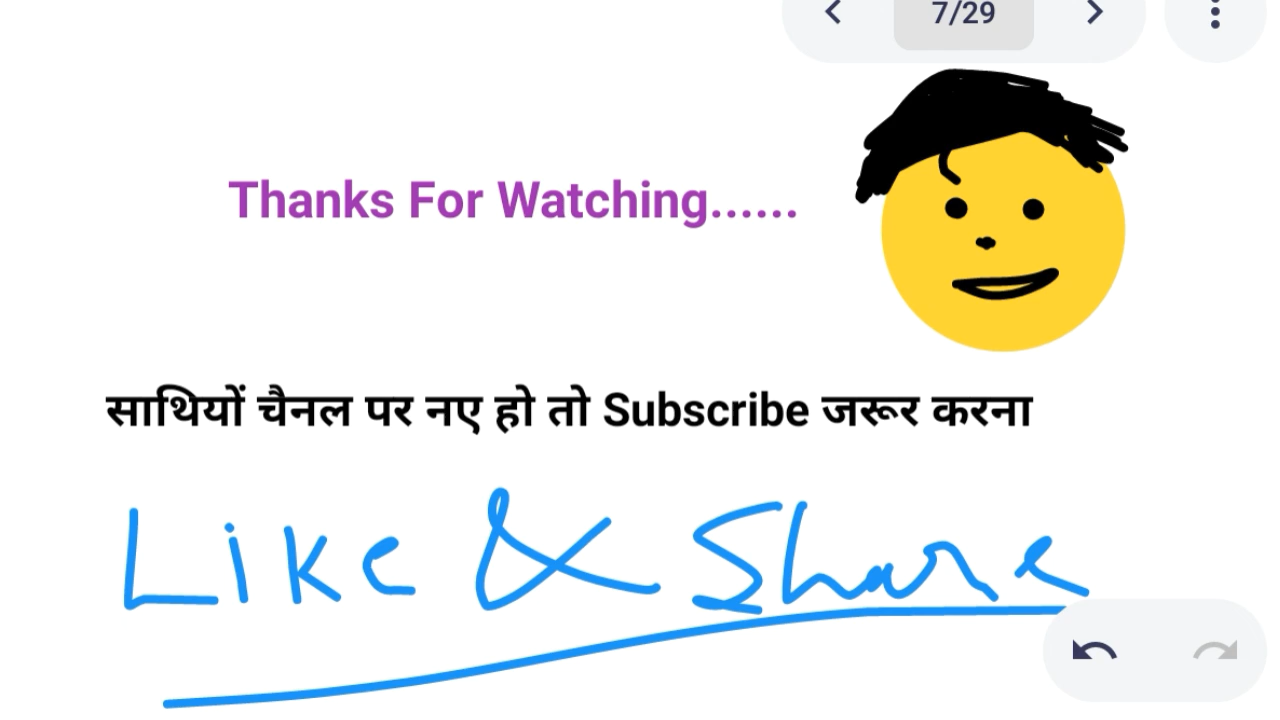 7/29
Thanks For Watching......
साथियों चैनल पर नए हो तो Subscribe जरूर करना
Like & Share